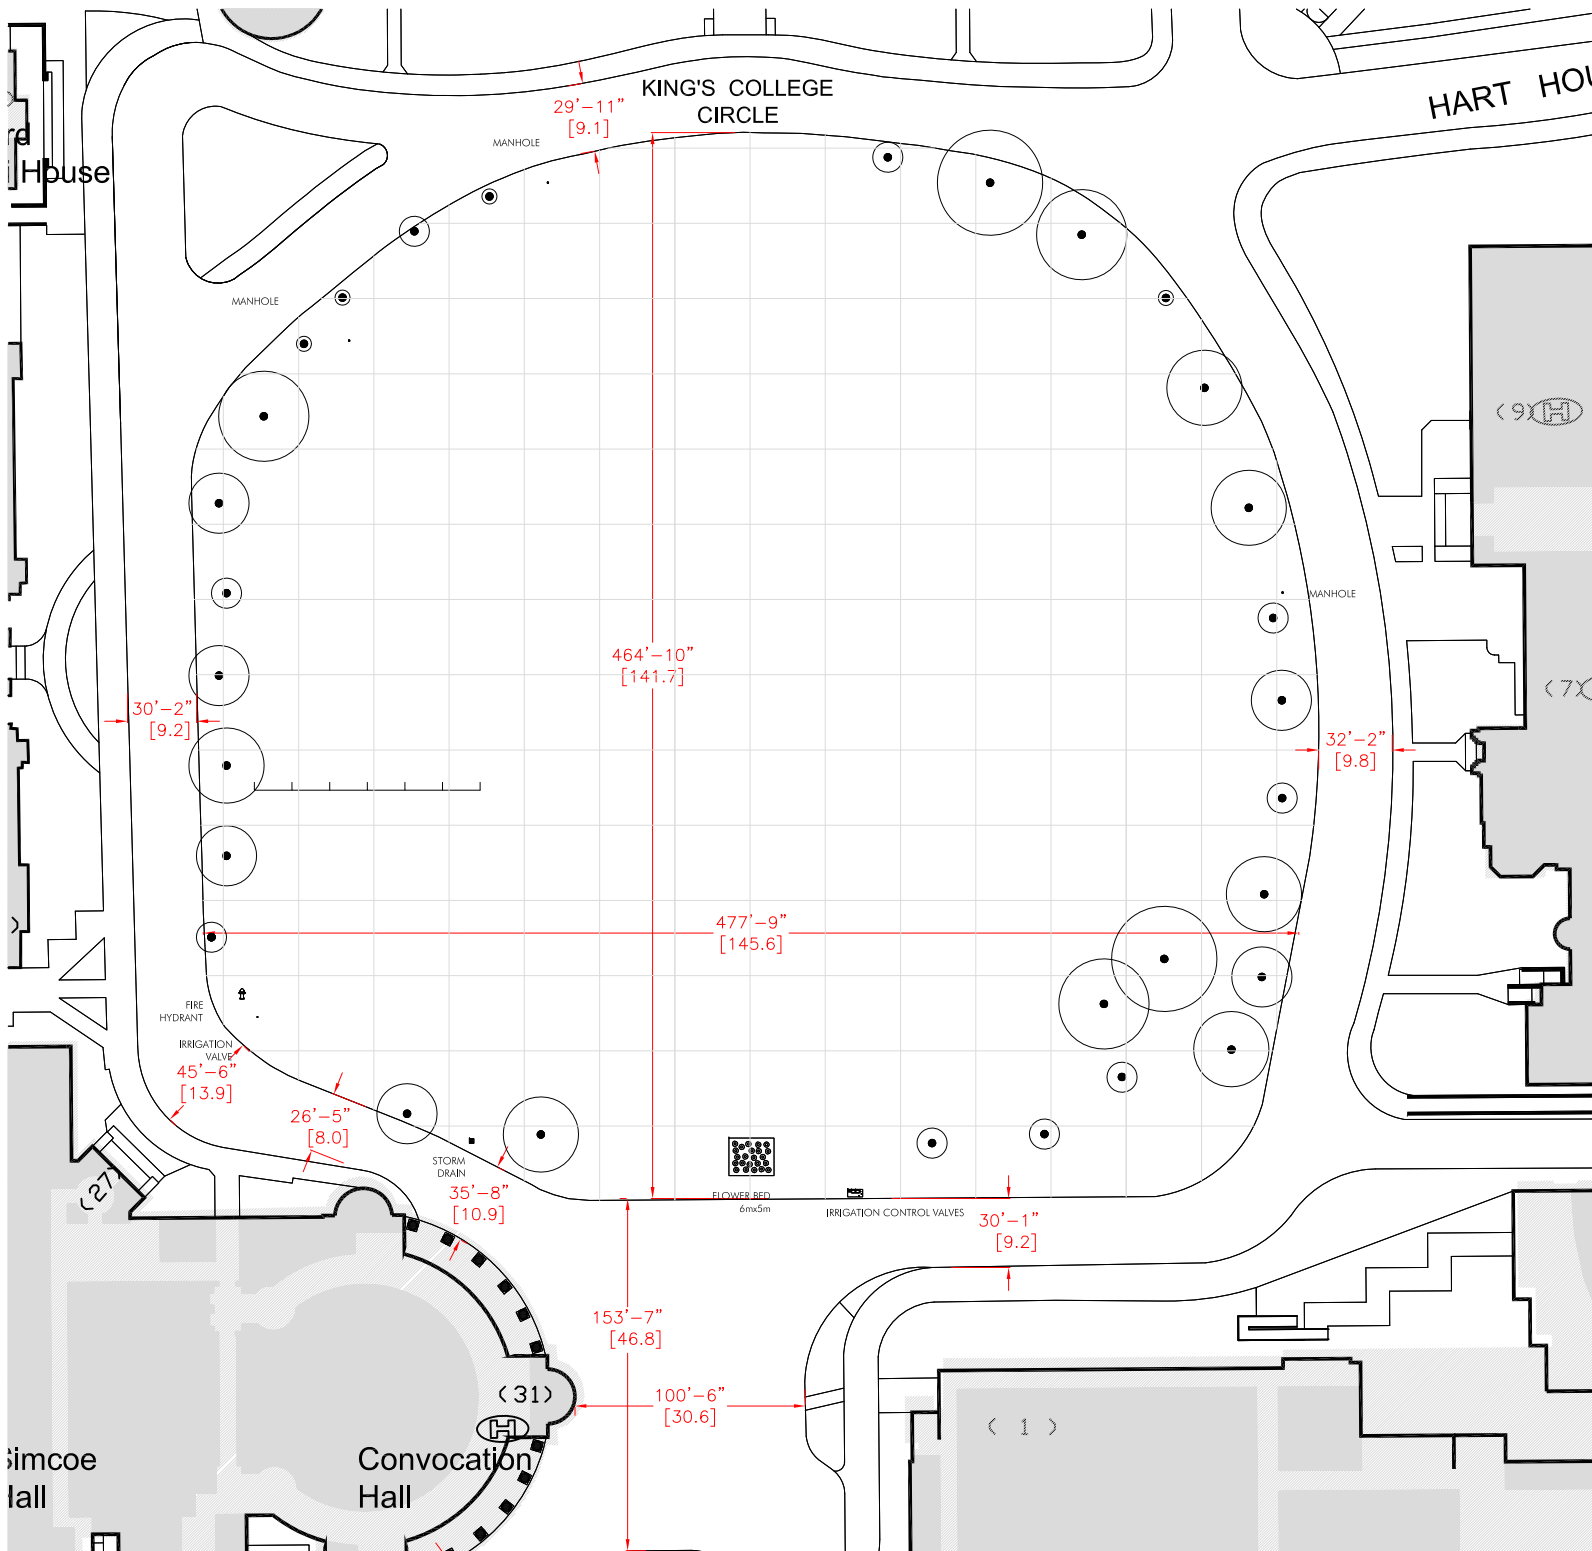 KING'S COLLEGE
CIRCLE
HART HOU
29'-11"
[9.1]
MANHOLE
rd
House
MANHOLE
(9) H
MANHOLE
464'-10"
[141.7]
(7)
30'-2"
[9.2]
32'-2"
[9.8]
477'-9"
[145.6]
FIRE
HYDRANT
IRRIGATION
VALVE
45'-6"
[13.9]
26'-5"
[8.0]
STORM
DRAIN
(27)
35'-8"
[10.9]
FLOWER BED
6mx5m
IRRIGATION CONTROL VALVES
30'-1"
[9.2]
153'-7"
[46.8]
100'-6"
[30.6]
(31)
H
( 1 )
Simcoe
Hall
Convocation
Hall